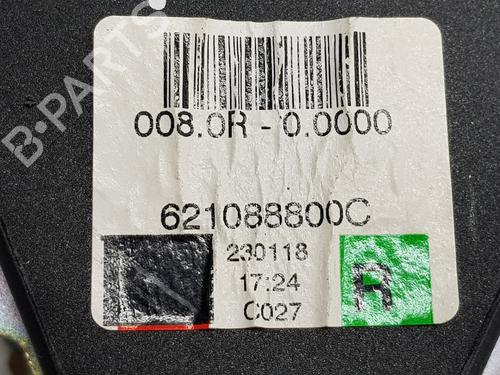 B-PARTS
008.0R - 0.0000
621088800C
230118
17:24
C027
R